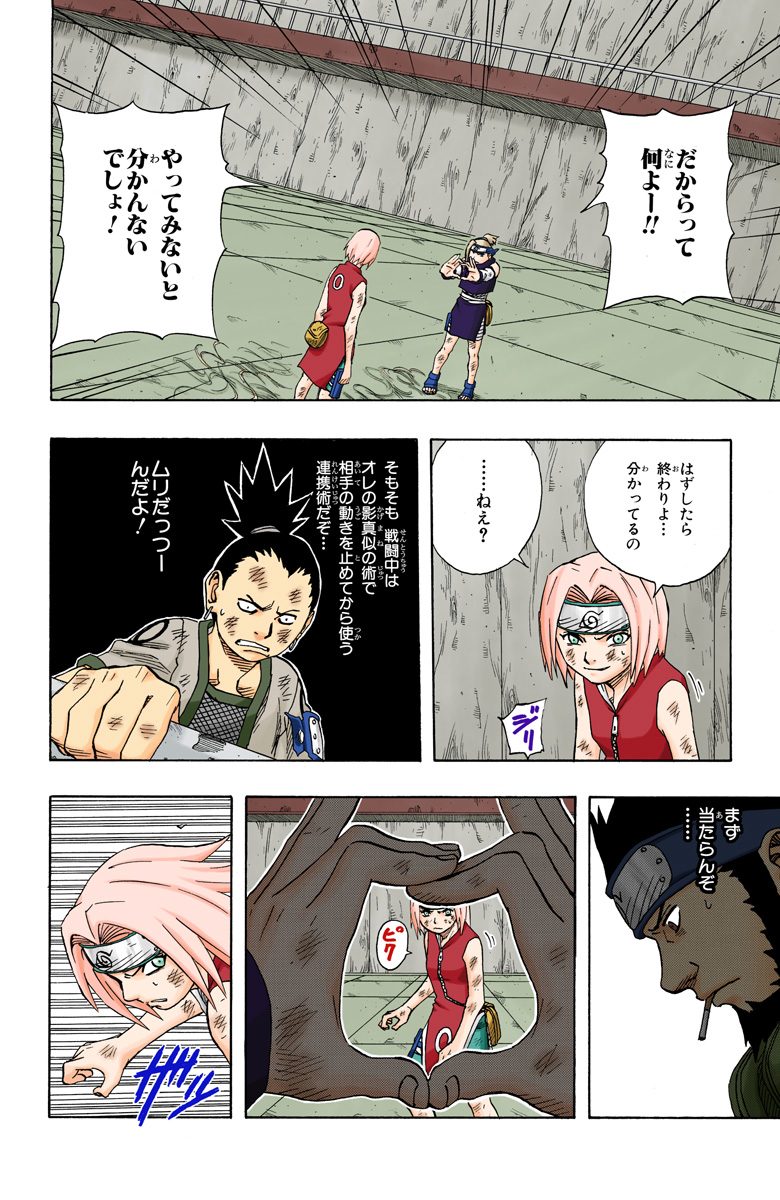 だからって
何よー!!
やってみないと
分かんない
でしょ!
はずしたら
終わりよ…
分かってるの
……ねえ?
ジリ
そもそも 戦闘中は
オレの影真似の術で
相手の動きを止めてから使う
連携術だぞ…
ムリだっつー
んだよ!
まず
当たらんぞ
……
ピク